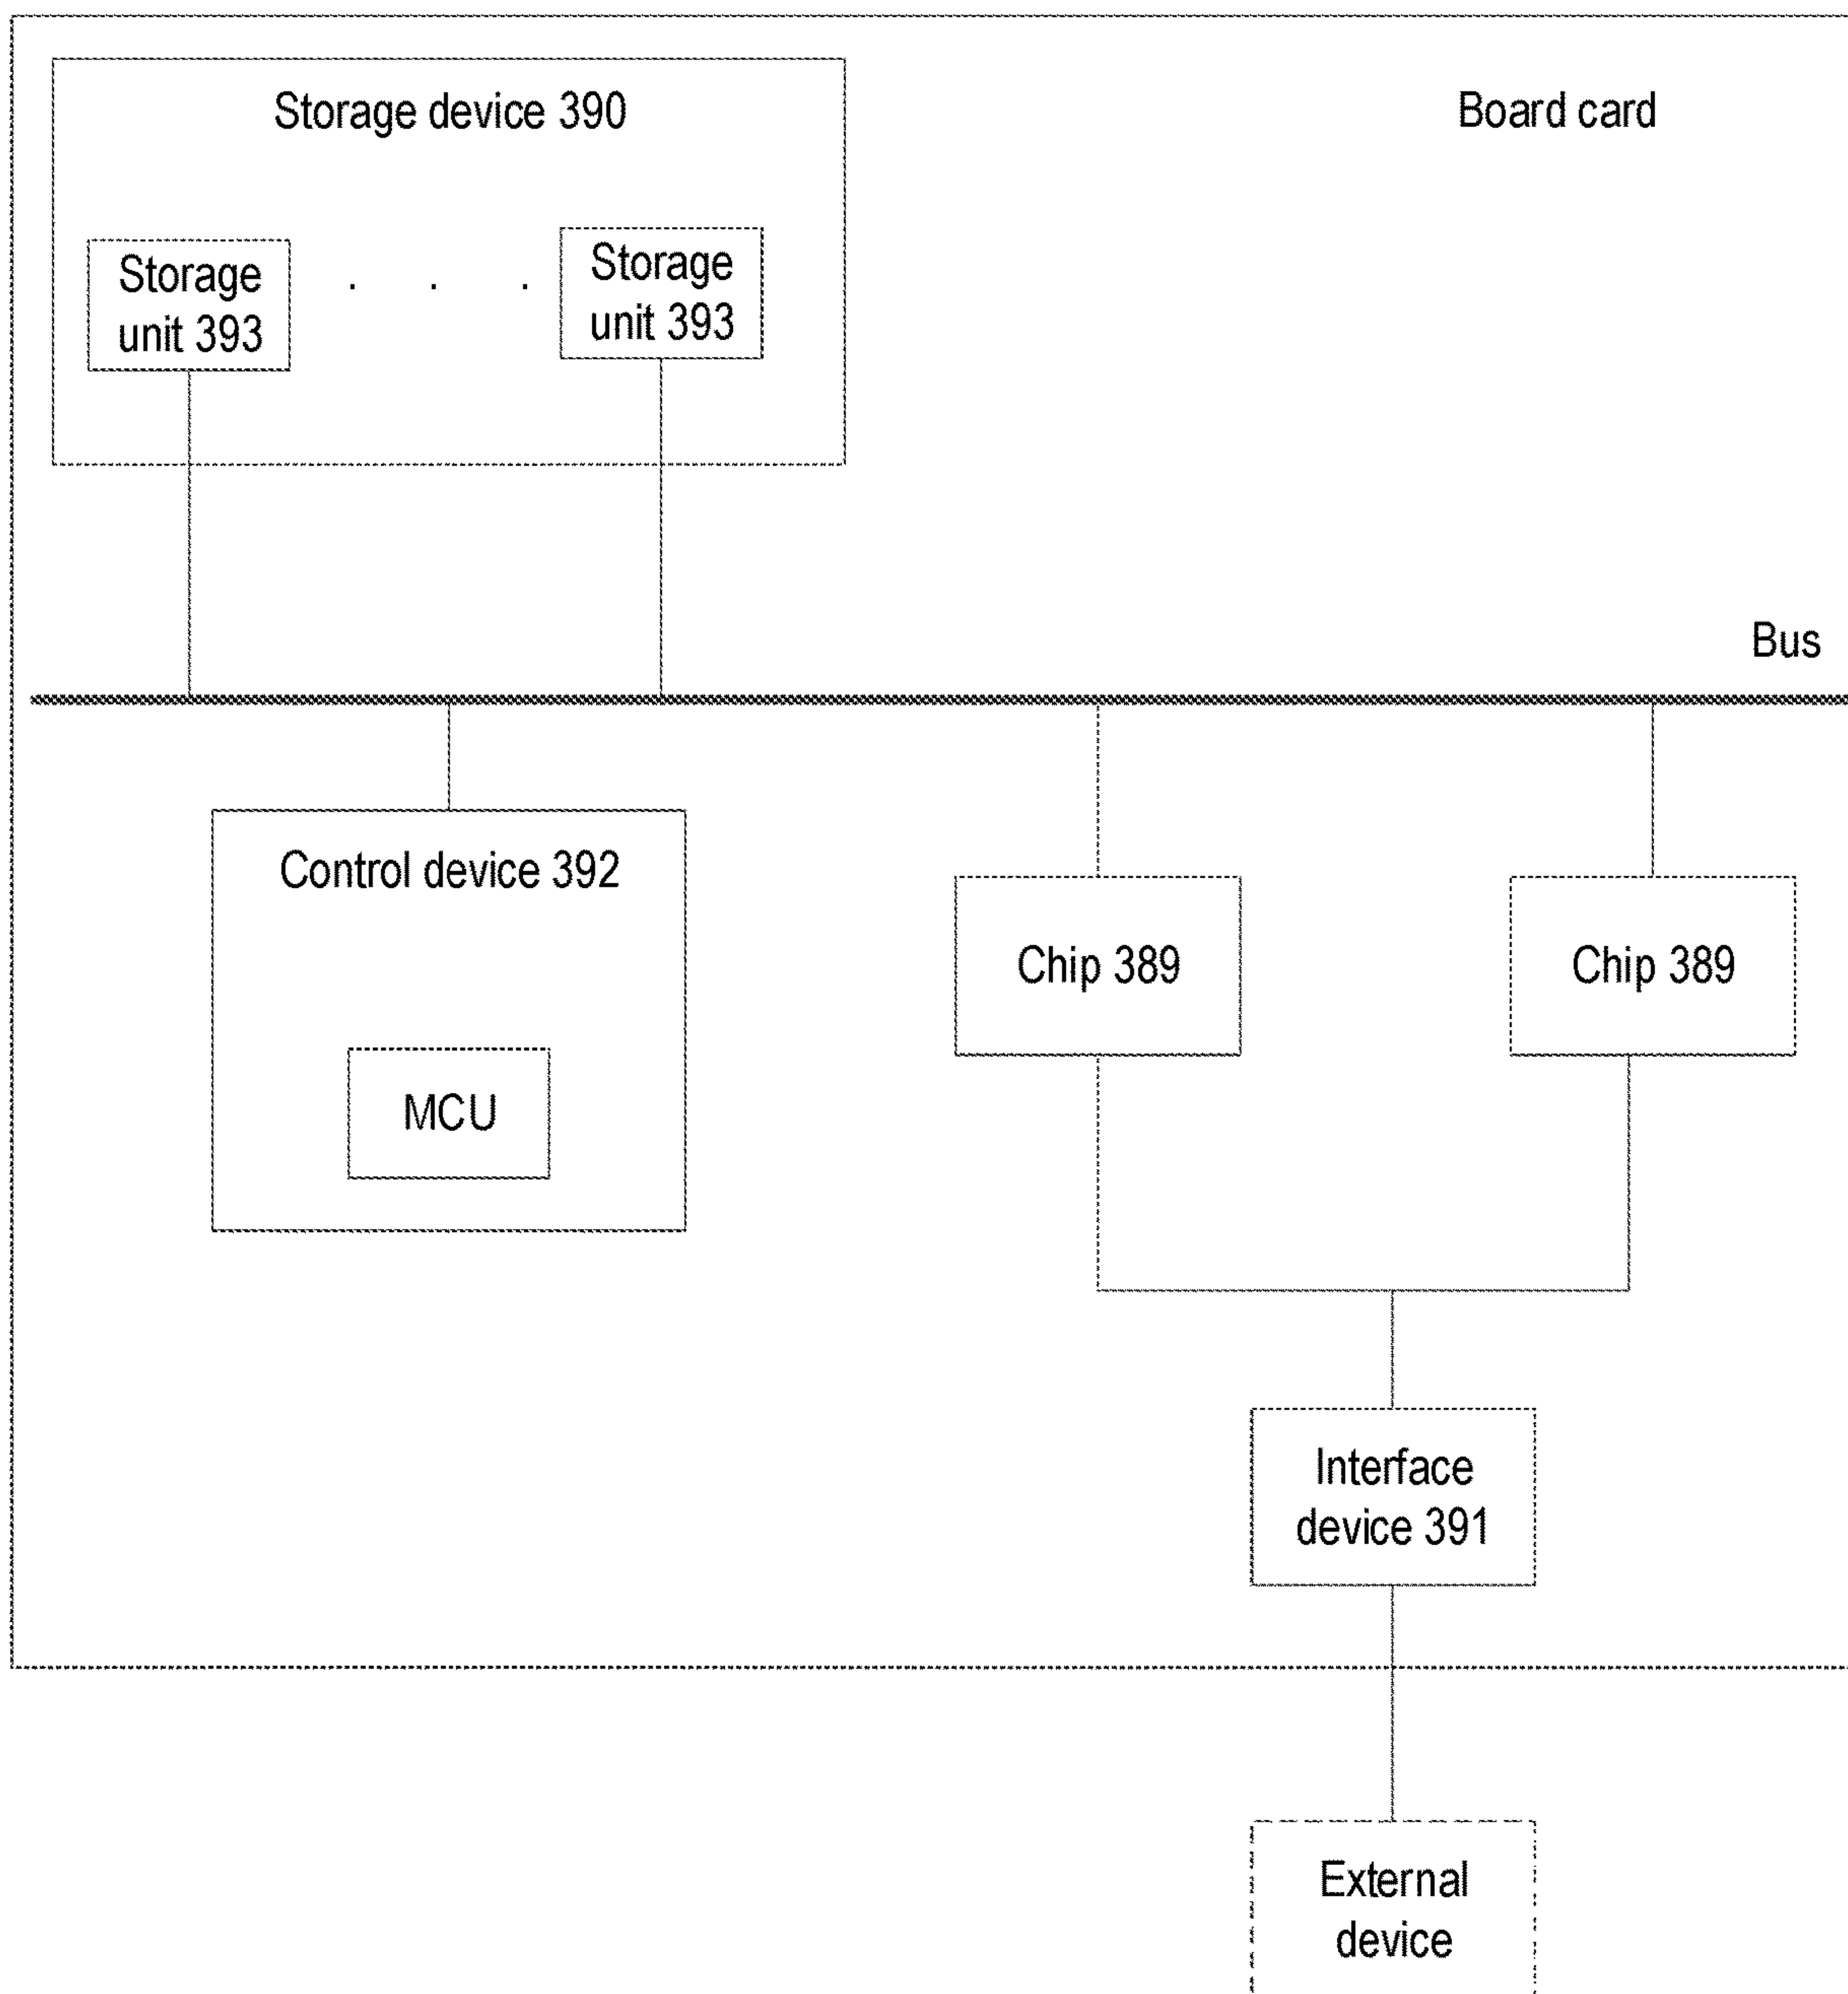 Storage device 390
Board card
Storage
unit 393
. . .
Storage
unit 393
Bus
Control device 392
MCU
Chip 389
Chip 389
Interface
device 391
External
device